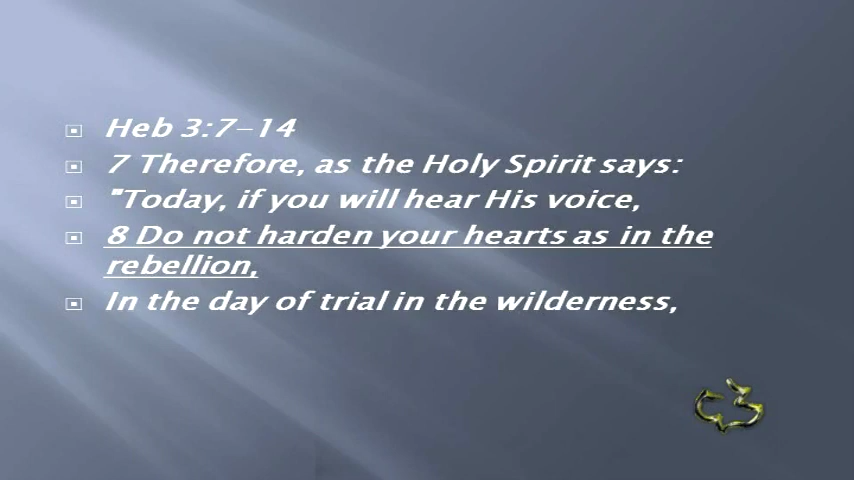 Heb 3:7-14
7 Therefore, as the Holy Spirit says:
"Today, if you will hear His voice,
8 Do not harden your hearts as in the
rebellion,
In the day of trial in the wilderness,
C3